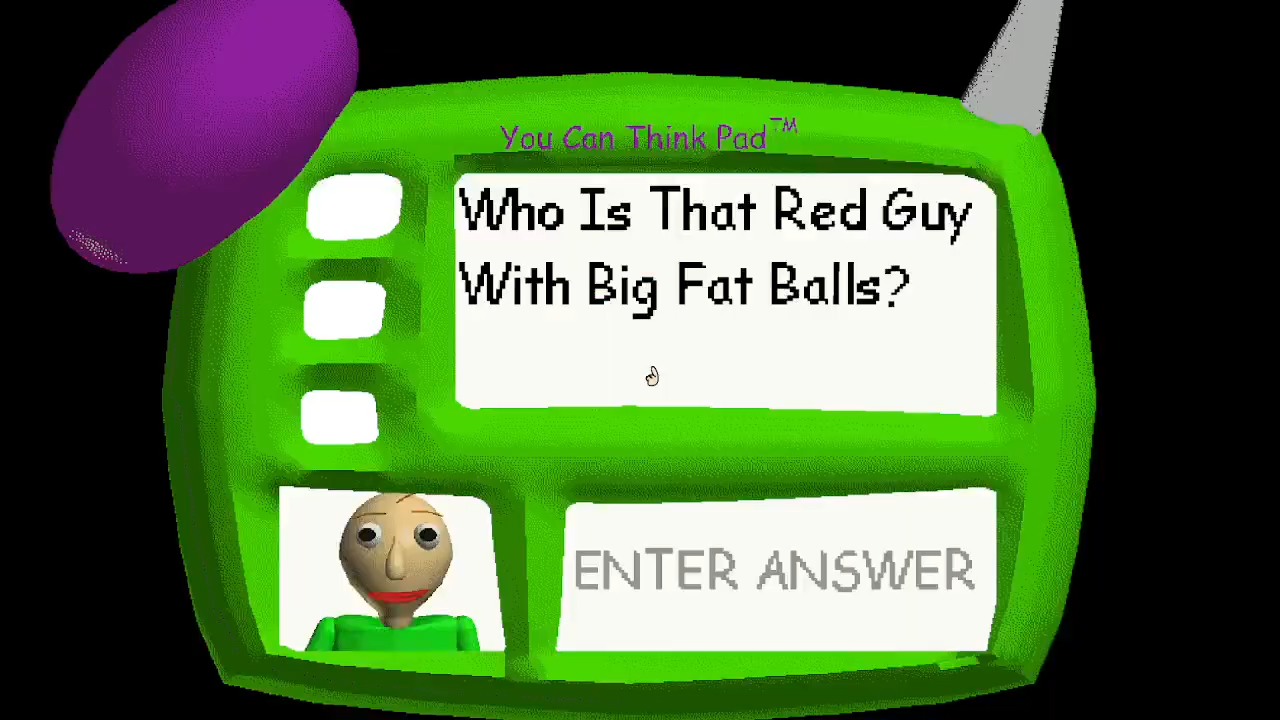 You Can Think Pad™
Who Is That Red Guy
With Big Fat Balls?
ENTER ANSWER